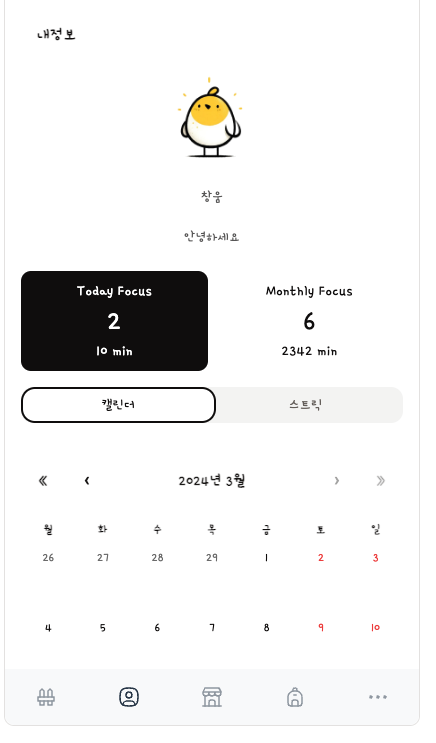 내정보
창움
안녕하세요
Today Focus
2
10 min
Monthly Focus
6
2342 min
캘린더
스트릭
« ‹ 2024년 3월 › »
월 화 수 목 금 토 일
26 27 28 29 1 2 3
4 5 6 7 8 9 10